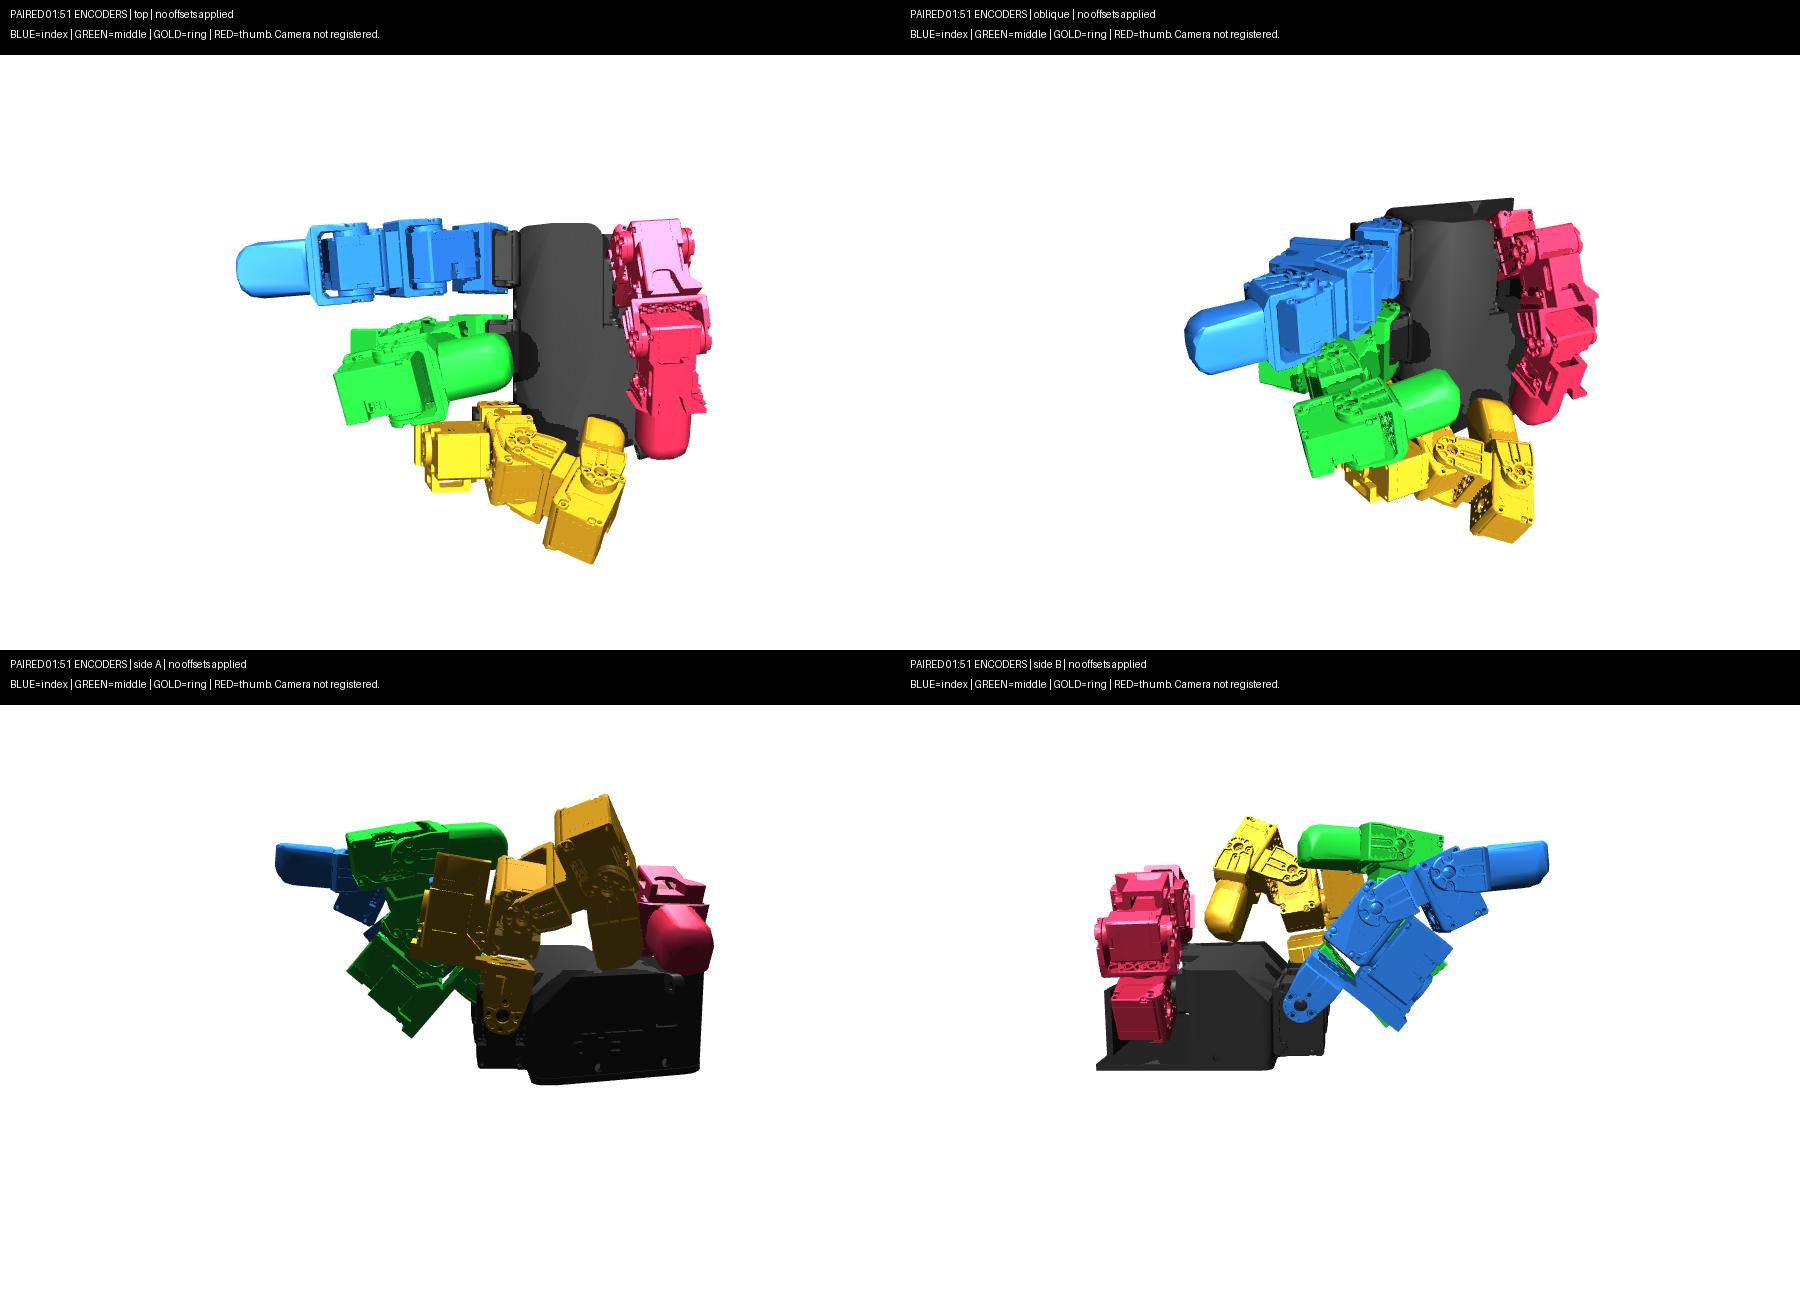 PAIRED 01:51 ENCODERS | top | no offsets applied
BLUE=index | GREEN=middle | GOLD=ring | RED=thumb. Camera not registered.
PAIRED 01:51 ENCODERS | oblique | no offsets applied
BLUE=index | GREEN=middle | GOLD=ring | RED=thumb. Camera not registered.
PAIRED 01:51 ENCODERS | side A | no offsets applied
BLUE=index | GREEN=middle | GOLD=ring | RED=thumb. Camera not registered.
PAIRED 01:51 ENCODERS | side B | no offsets applied
BLUE=index | GREEN=middle | GOLD=ring | RED=thumb. Camera not registered.